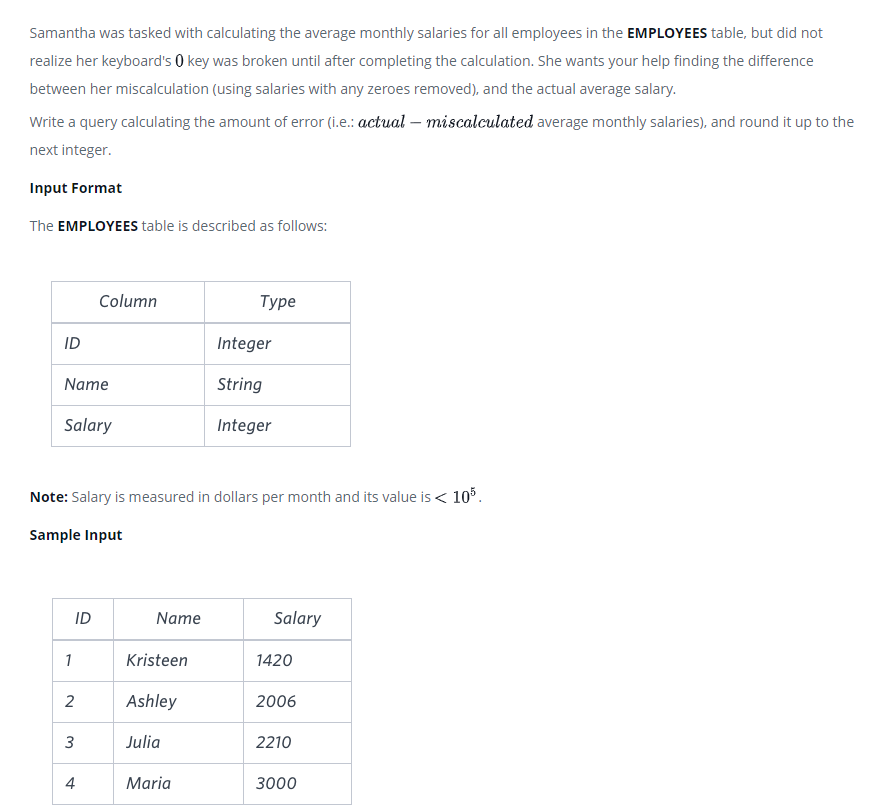 Samantha was tasked with calculating the average monthly salaries for all employees in the EMPLOYEES table, but did not
realize her keyboard's 0 key was broken until after completing the calculation. She wants your help finding the difference
between her miscalculation (using salaries with any zeroes removed), and the actual average salary.
Write a query calculating the amount of error (i.e.: actual − miscalculated average monthly salaries), and round it up to the
next integer.
Input Format
The EMPLOYEES table is described as follows:
Column Type
ID Integer
Name String
Salary Integer
Note: Salary is measured in dollars per month and its value is < 10⁵.
Sample Input
ID Name Salary
1 Kristeen 1420
2 Ashley 2006
3 Julia 2210
4 Maria 3000